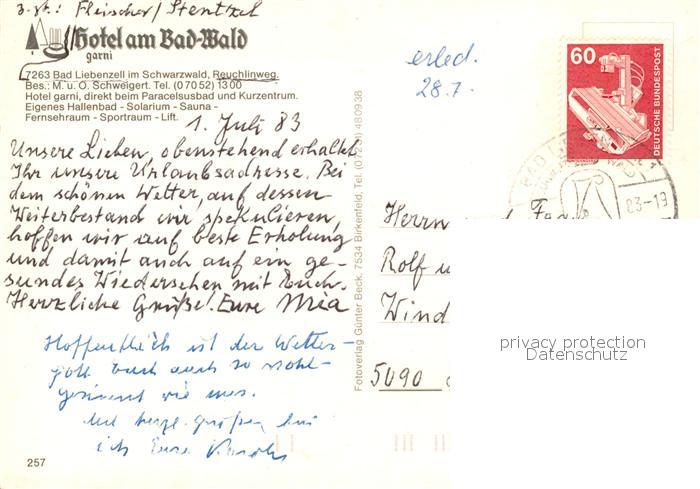 z. Zt.: Fleischer / Stentzel
Hotel am Bad-Wald
garni
7263 Bad Liebenzell im Schwarzwald, Reuchlinweg.
Bes.: M. u. O. Schweigert. Tel. (07052) 1300
Hotel garni, direkt beim Paracelsusbad und Kurzentrum.
Eigenes Hallenbad - Solarium - Sauna -
Fernsehraum - Sportraum - Lift.
1. Juli 83
Unsere Lieben, obenstehend erhaltet
Ihr unsere Urlaubsadresse. Bei
dem schönen Wetter, auf dessen
Weiterbestand wir spekulieren,
hoffen wir auf beste Erholung
und damit auch auf ein ge-
sundes Wiedersehen mit Euch.
Herzliche Grüße! Eure Mia
Hoffentlich ist der Wetter-
gott Euch auch so wohl-
gesinnt wie uns.
Mit herzl. Grüßen bin
ich Eure
257
Fotoverlag Günter Beck, 7534 Birkenfeld, Tel. (07229) 480938
erled.
28.7.
60
DEUTSCHE BUNDESPOST
BAD
83-19
Herrn
Rolf u
Wind
5090
privacy protection
Datenschutz